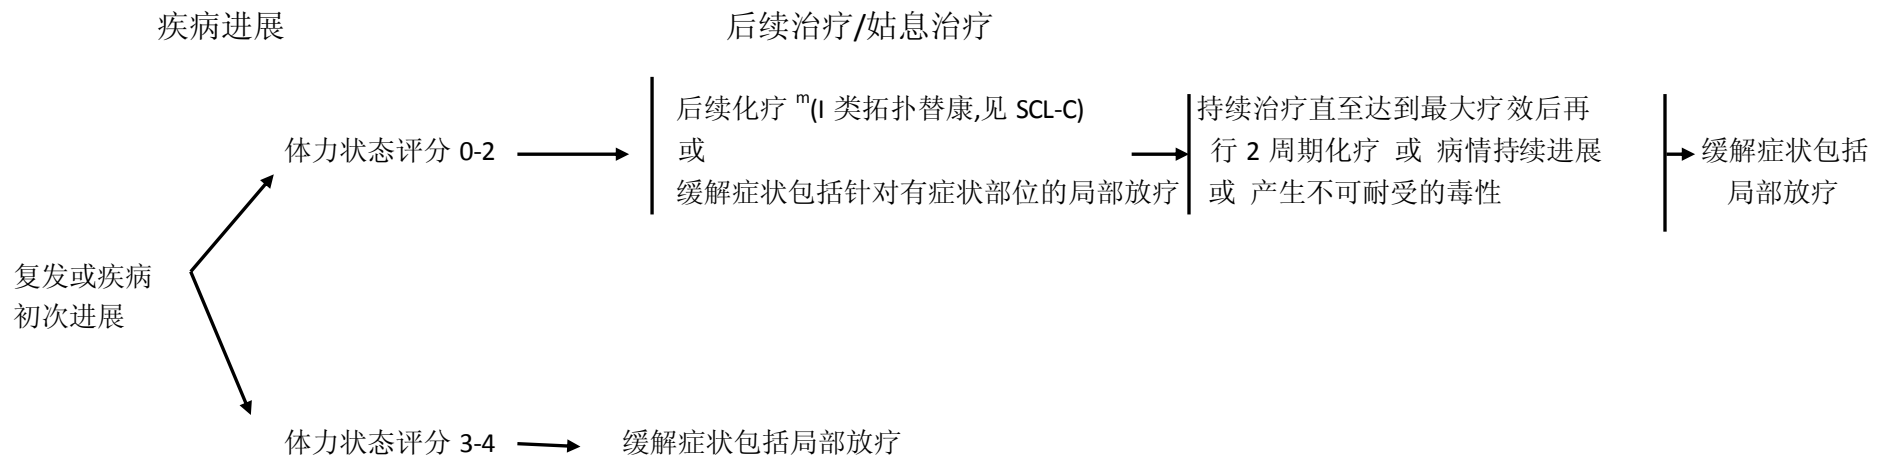 疾病进展
后续治疗/姑息治疗
体力状态评分 0-2
后续化疗 m(I 类拓扑替康,见 SCL-C)
或
缓解症状包括针对有症状部位的局部放疗
持续治疗直至达到最大疗效后再
行 2 周期化疗 或 病情持续进展
或 产生不可耐受的毒性
缓解症状包括
局部放疗
复发或疾病
初次进展
体力状态评分 3-4
缓解症状包括局部放疗